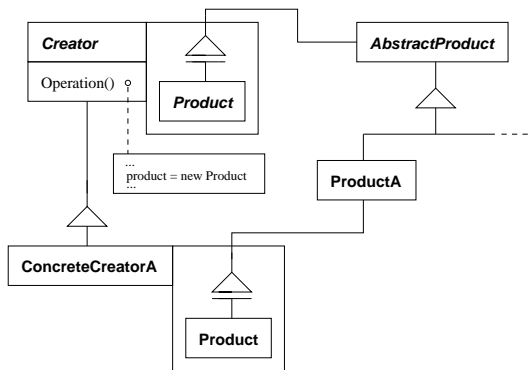 Creator
AbstractProduct
Operation()
Product
...
product = new Product
...
ProductA
ConcreteCreatorA
Product